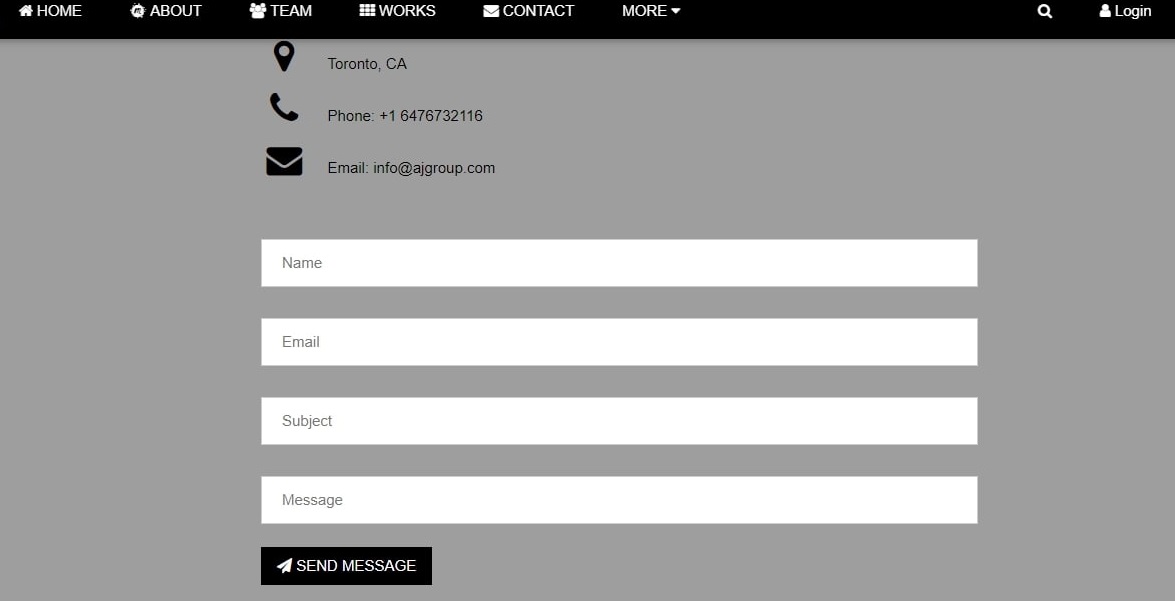 HOME ABOUT TEAM WORKS CONTACT MORE Login
Toronto, CA
Phone: +1 6476732116
Email: info@ajgroup.com
Name
Email
Subject
Message
SEND MESSAGE